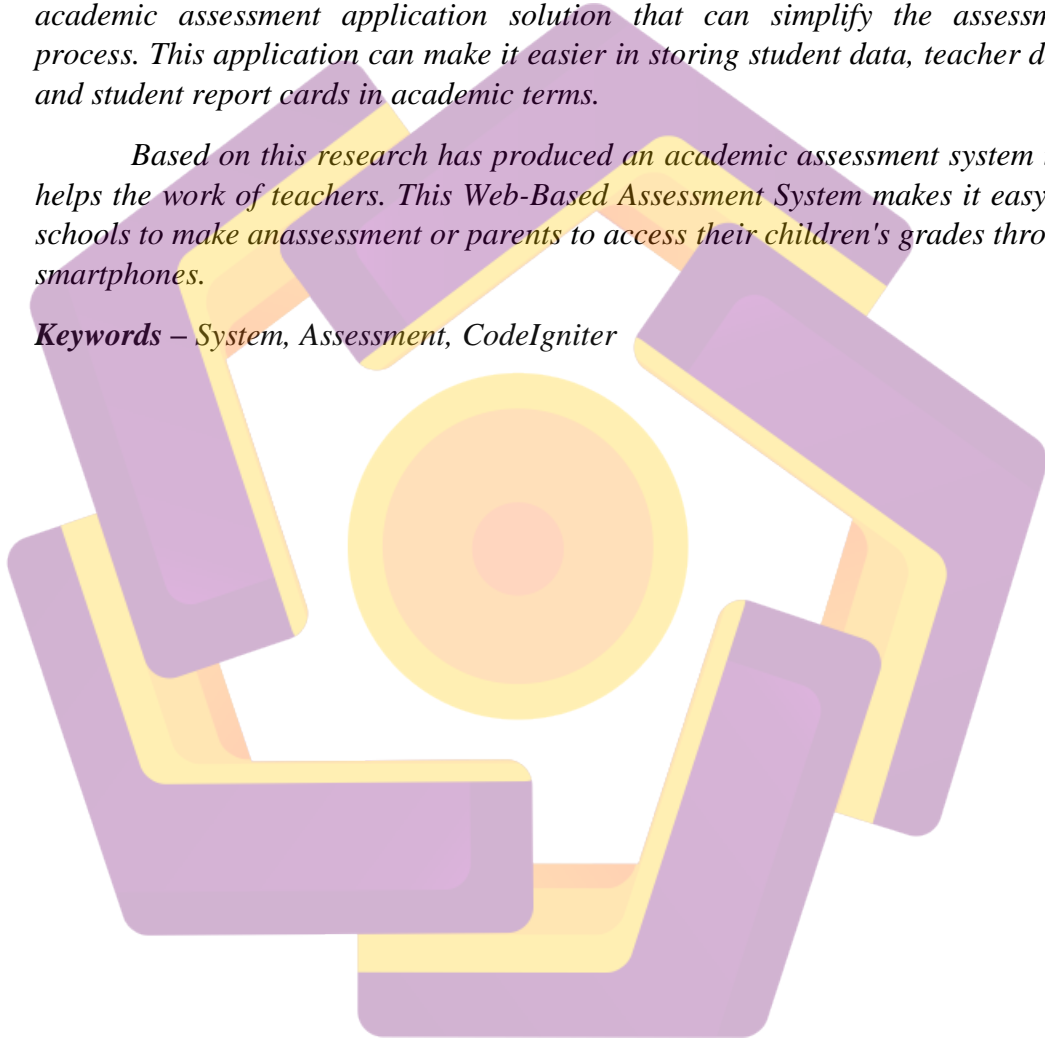 academic assessment application solution that can simplify the assessm
process. This application can make it easier in storing student data, teacher d
and student report cards in academic terms.
Based on this research has produced an academic assessment system
helps the work of teachers. This Web-Based Assessment System makes it easy
schools to make anassessment or parents to access their children's grades thro
smartphones.
Keywords – System, Assessment, CodeIgniter